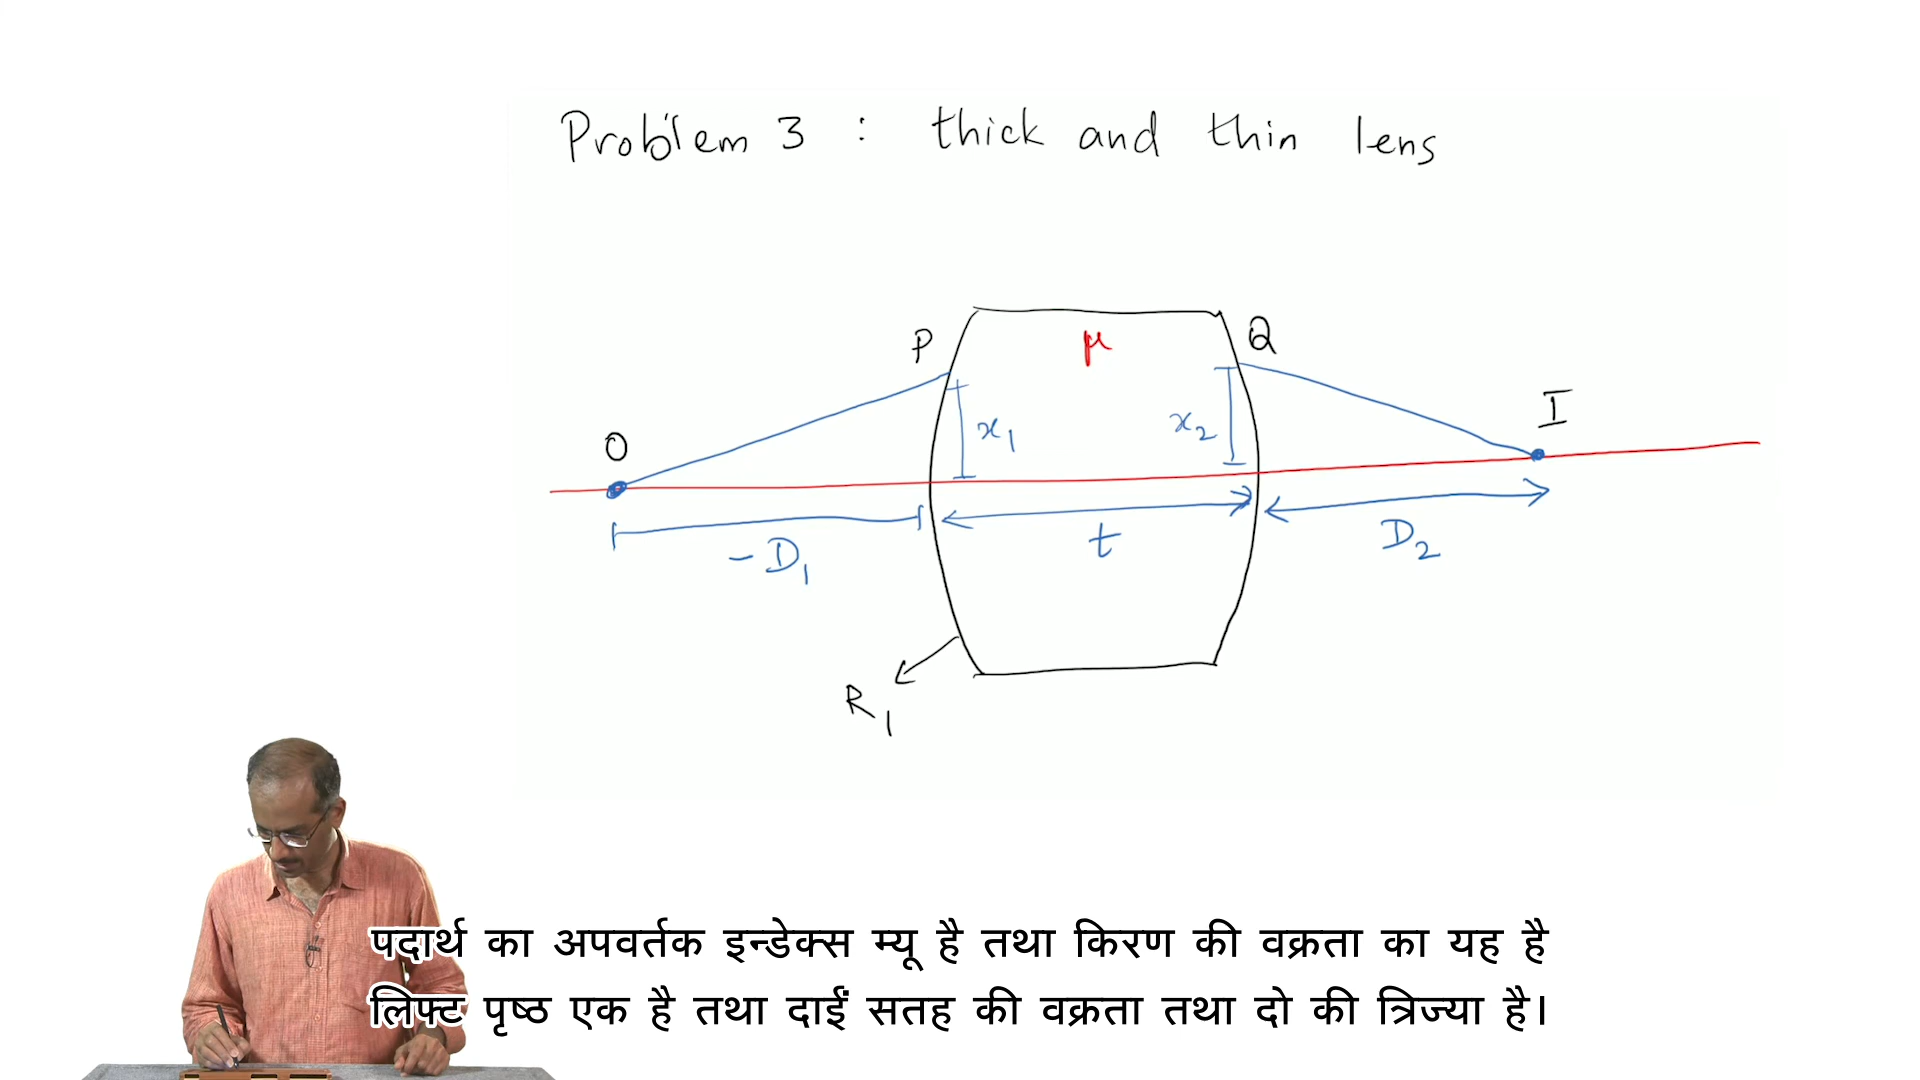 Problem 3 : thick and thin lens
P
μ
Q
x₁
x₂
O
I
-D₁
t
D₂
R₁
पदार्थ का अपवर्तक इन्डेक्स म्यू है तथा किरण की वक्रता का यह है
लिफ्ट पृष्ठ एक है तथा दाईं सतह की वक्रता तथा दो की त्रिज्या है।